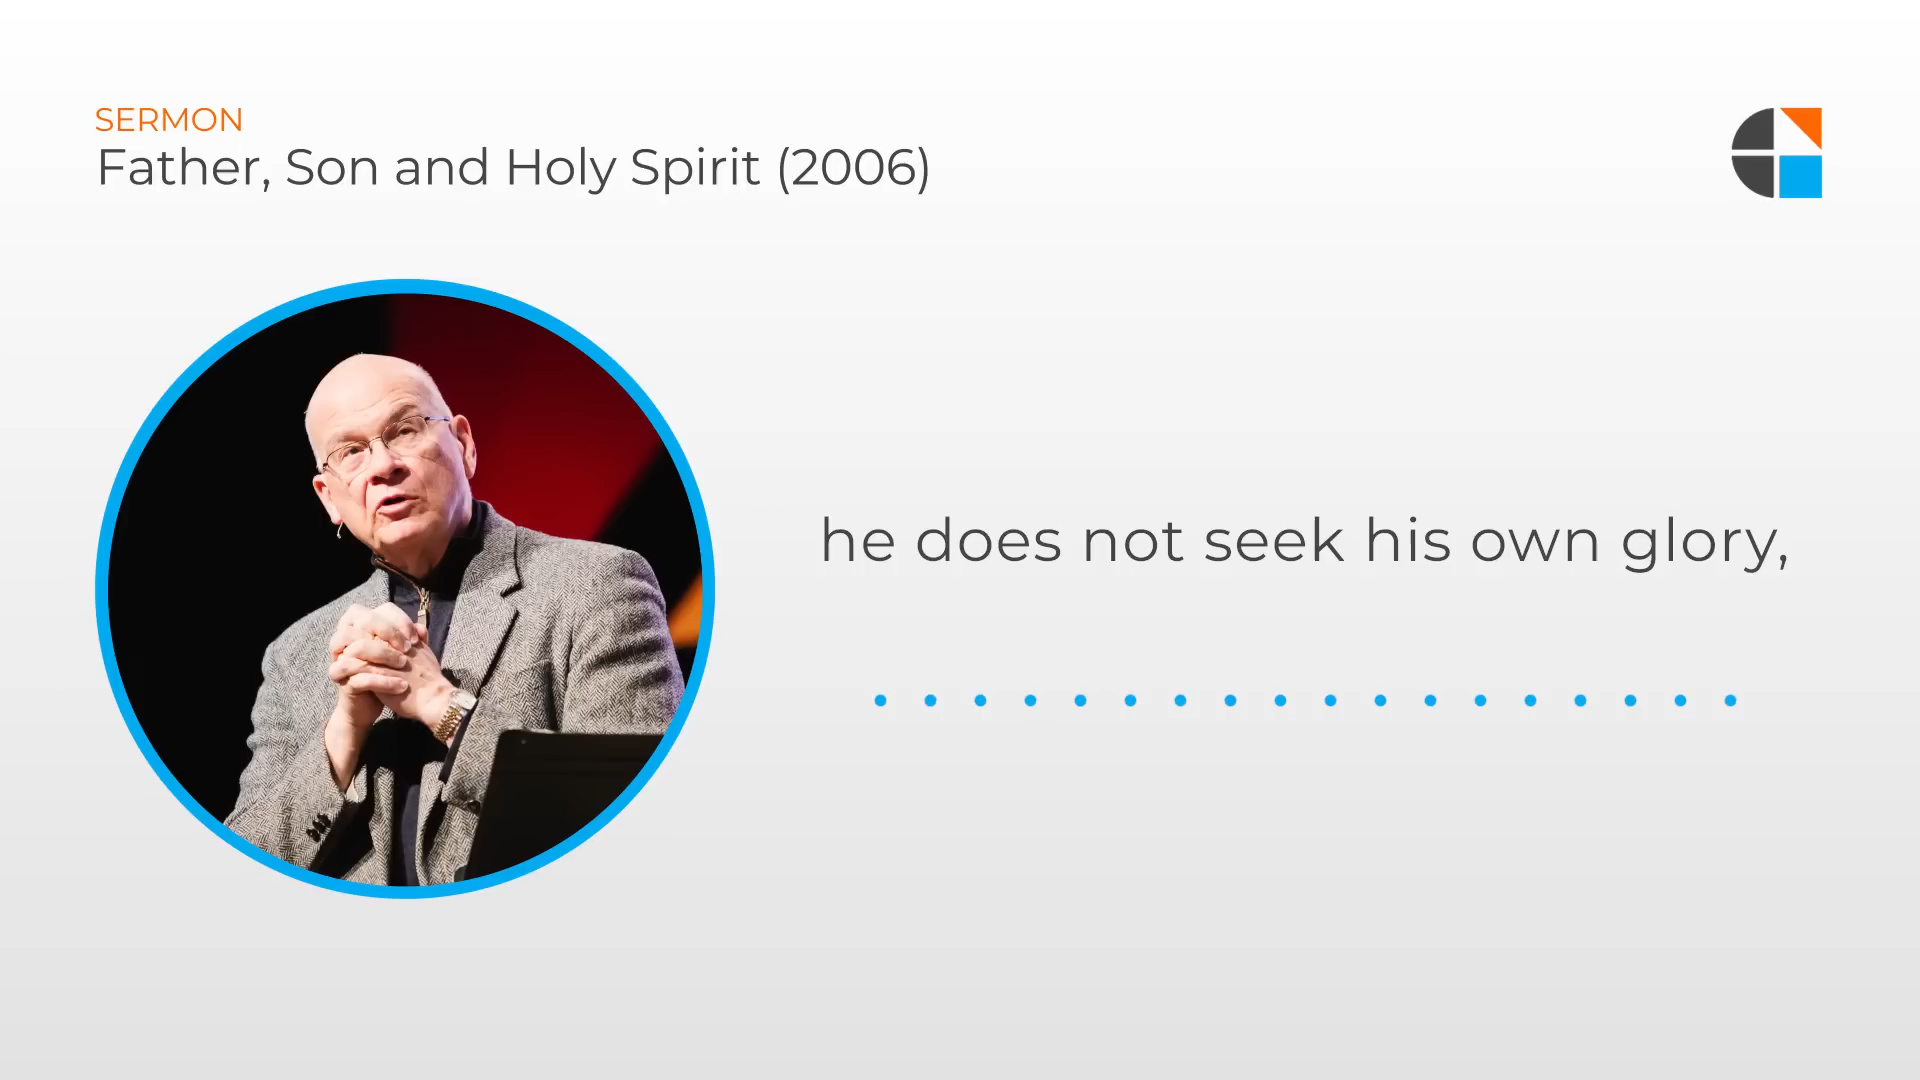 SERMON
Father, Son and Holy Spirit (2006)
he does not seek his own glory,